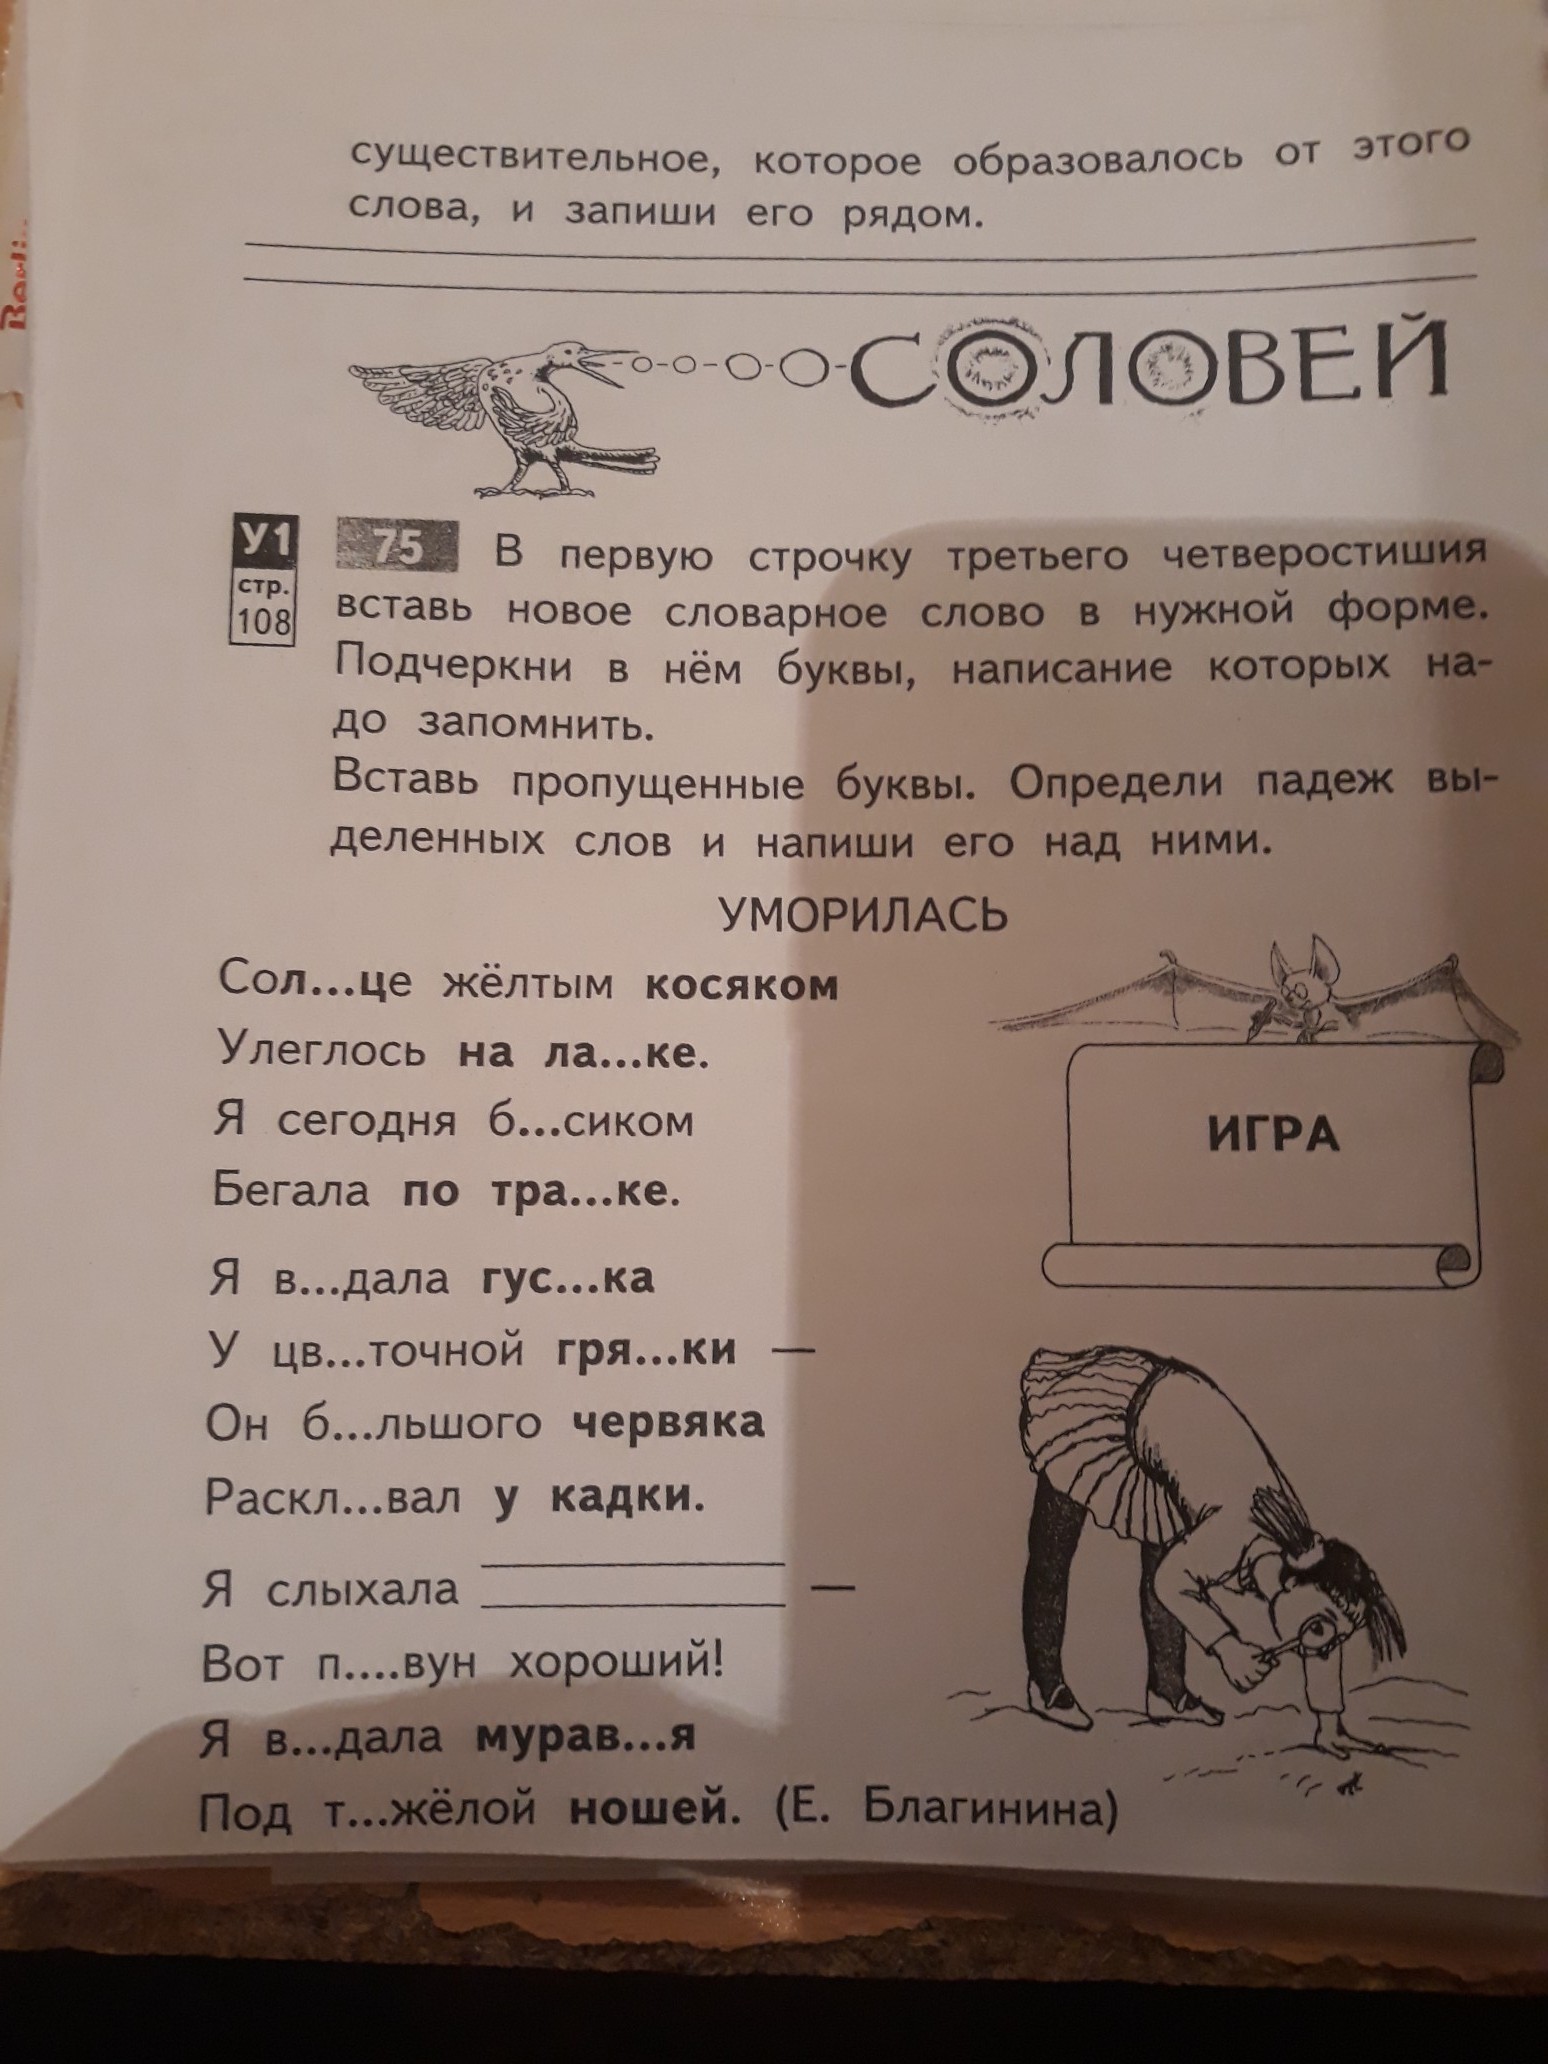 существительное, которое образовалось от этого
слова, и запиши его рядом.
СОЛОВЕЙ
У1
стр.
108
75 В первую строчку третьего четверостишия
вставь новое словарное слово в нужной форме.
Подчеркни в нём буквы, написание которых на-
до запомнить.
Вставь пропущенные буквы. Определи падеж вы-
деленных слов и напиши его над ними.
УМОРИЛАСЬ
Сол...це жёлтым косяком
Улеглось на ла...ке.
Я сегодня б...сиком
Бегала по тра...ке.
ИГРА
Я в...дала гус...ка
У цв...точной гря...ки —
Он б...льшого червяка
Раскл...вал у кадки.
Я слыхала —
Вот п....вун хороший!
Я в...дала мурав...я
Под т...жёлой ношей. (Е. Благинина)